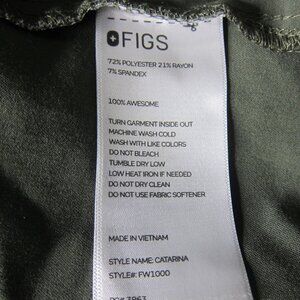 FIGS
72% POLYESTER 21% RAYON
7% SPANDEX
100% AWESOME
TURN GARMENT INSIDE OUT
MACHINE WASH COLD
WASH WITH LIKE COLORS
DO NOT BLEACH
TUMBLE DRY LOW
LOW HEAT IRON IF NEEDED
DO NOT DRY CLEAN
DO NOT USE FABRIC SOFTENER
MADE IN VIETNAM
STYLE NAME: CATARINA
STYLE#: FW1000